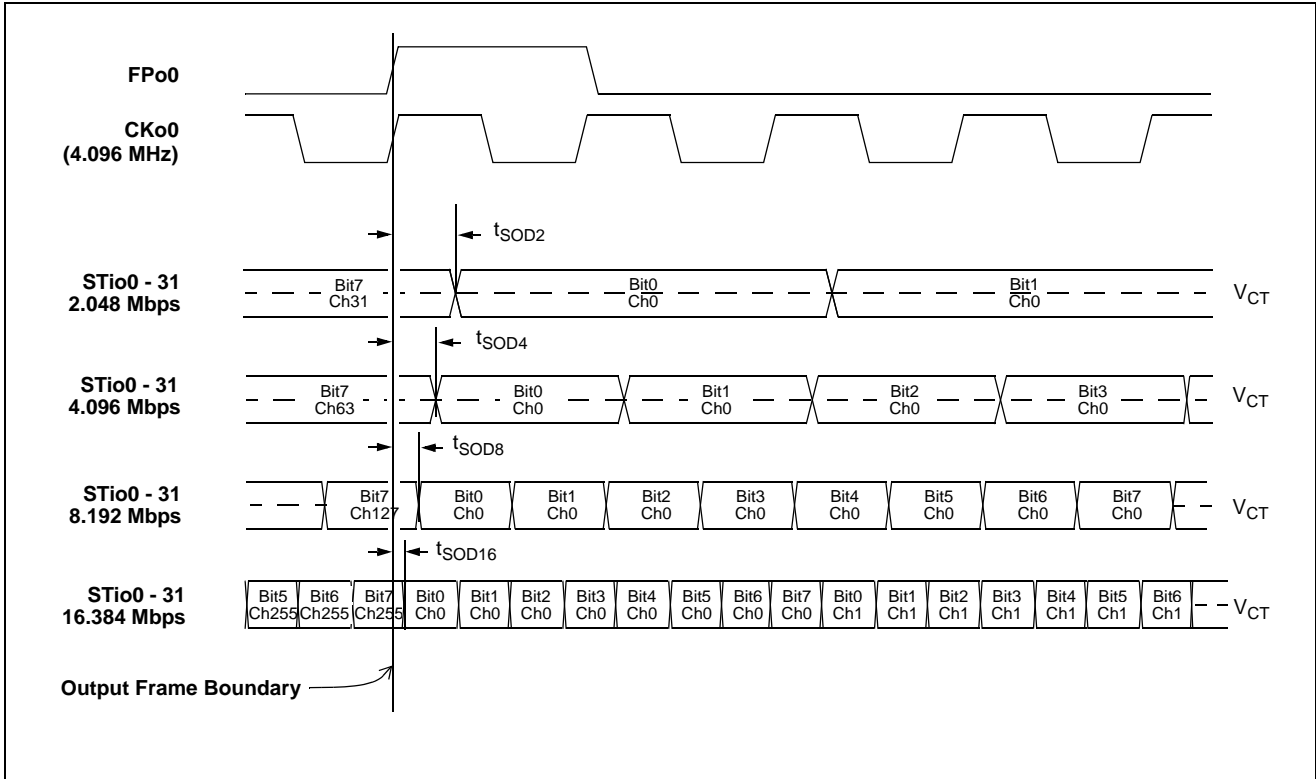 FPo0
CKo0
(4.096 MHz)
tSOD2
STio0 - 31
2.048 Mbps
Bit7
Ch31
Bit0
Ch0
Bit1
Ch0
VCT
tSOD4
STio0 - 31
4.096 Mbps
Bit7
Ch63
Bit0
Ch0
Bit1
Ch0
Bit2
Ch0
Bit3
Ch0
VCT
tSOD8
STio0 - 31
8.192 Mbps
Bit7
Ch127
Bit0
Ch0
Bit1
Ch0
Bit2
Ch0
Bit3
Ch0
Bit4
Ch0
Bit5
Ch0
Bit6
Ch0
Bit7
Ch0
VCT
tSOD16
STio0 - 31
16.384 Mbps
Bit5
Ch255
Bit6
Ch255
Bit7
Ch255
Bit0
Ch0
Bit1
Ch0
Bit2
Ch0
Bit3
Ch0
Bit4
Ch0
Bit5
Ch0
Bit6
Ch0
Bit7
Ch0
Bit0
Ch1
Bit1
Ch1
Bit2
Ch1
Bit3
Ch1
Bit4
Ch1
Bit5
Ch1
Bit6
Ch1
VCT
Output Frame Boundary